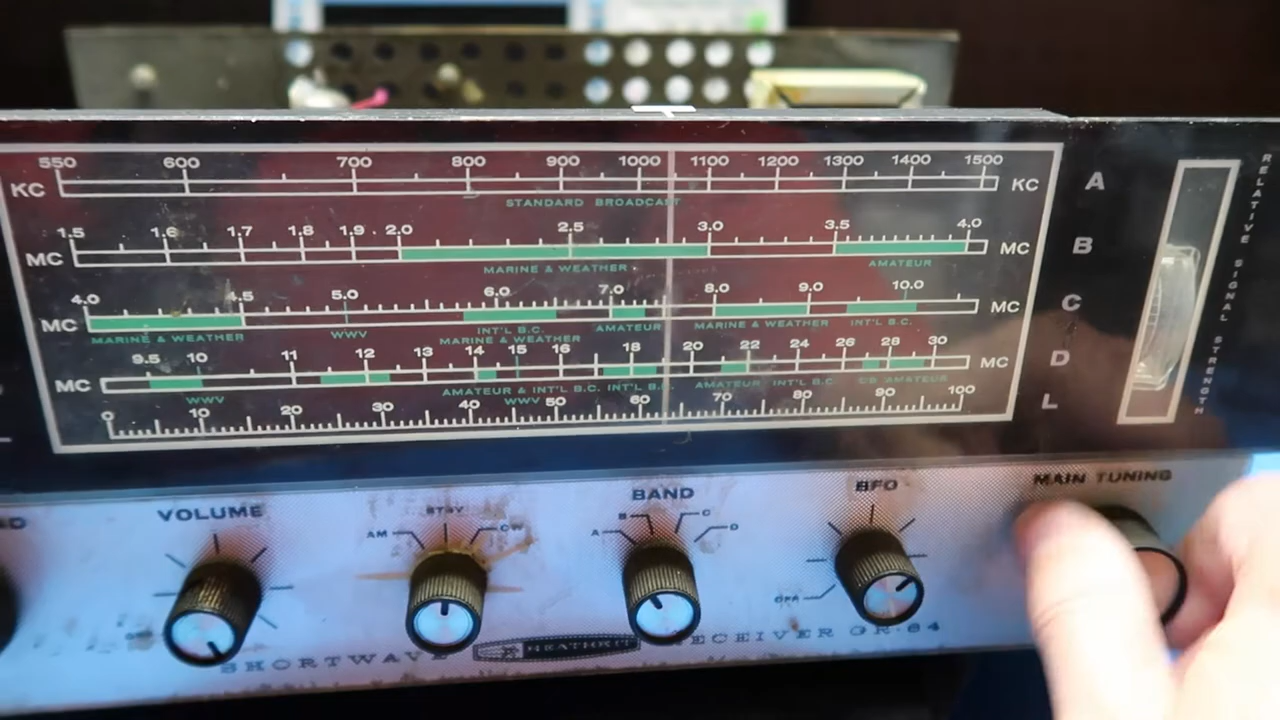 550 600 700 800 900 1000 1100 1200 1300 1400 1500
KC KC A
STANDARD BROADCAST
1.5 1.6 1.7 1.8 1.9 2.0 2.5 3.0 3.5 4.0
MC MC B
MARINE & WEATHER AMATEUR
4.0 4.5 5.0 6.0 7.0 8.0 9.0 10.0
MC MC C
MARINE & WEATHER WWV INT'L B.C. AMATEUR MARINE & WEATHER INT'L B.C.
MARINE & WEATHER
9.5 10 11 12 13 14 15 16 18 20 22 24 26 28 30
MC MC D
WWV AMATEUR & INT'L B.C. INT'L B.C. AMATEUR INT'L B.C. CB AMATEUR
WWV
0 10 20 30 40 50 60 70 80 90 100
L
RELATIVE SIGNAL STRENGTH
VOLUME
AM STBY CW
BAND
A B C D
BFO
OFF
MAIN TUNING
SHORTWAVE HEATHKIT RECEIVER GR-64